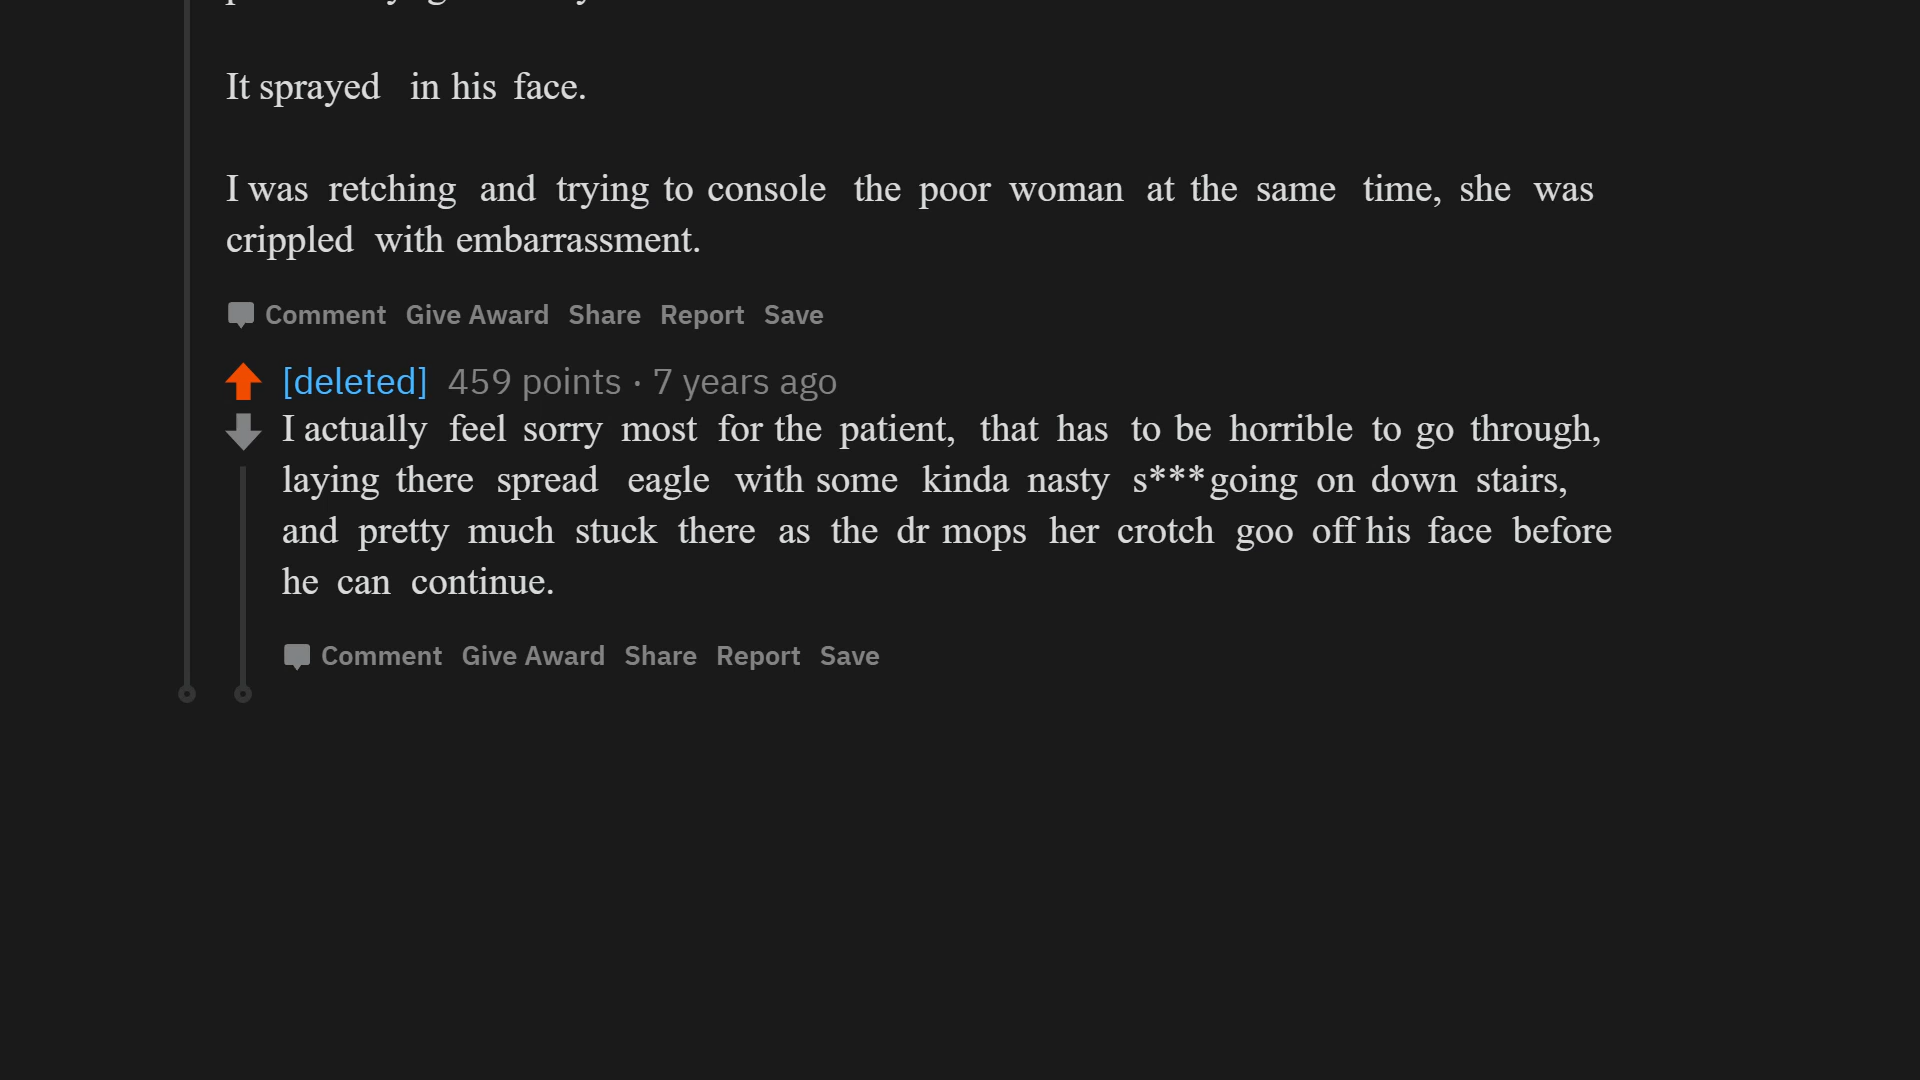 It sprayed in his face.
I was retching and trying to console the poor woman at the same time, she was
crippled with embarrassment.
Comment Give Award Share Report Save
[deleted] 459 points · 7 years ago
I actually feel sorry most for the patient, that has to be horrible to go through,
laying there spread eagle with some kinda nasty s***going on down stairs,
and pretty much stuck there as the dr mops her crotch goo off his face before
he can continue.
Comment Give Award Share Report Save